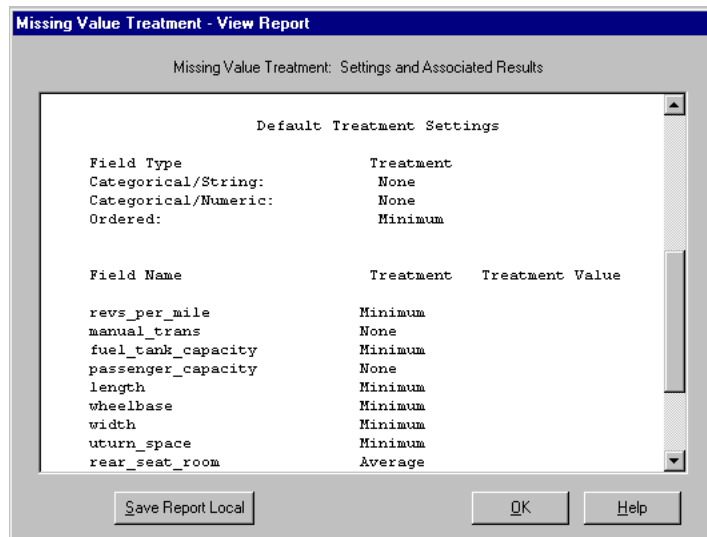 Missing Value Treatment - View Report
Missing Value Treatment: Settings and Associated Results
Default Treatment Settings
Field Type Treatment
Categorical/String: None
Categorical/Numeric: None
Ordered: Minimum
Field Name Treatment Treatment Value
revs_per_mile Minimum
manual_trans None
fuel_tank_capacity Minimum
passenger_capacity None
length Minimum
wheelbase Minimum
width Minimum
uturn_space Minimum
rear_seat_room Average
Save Report Local OK Help